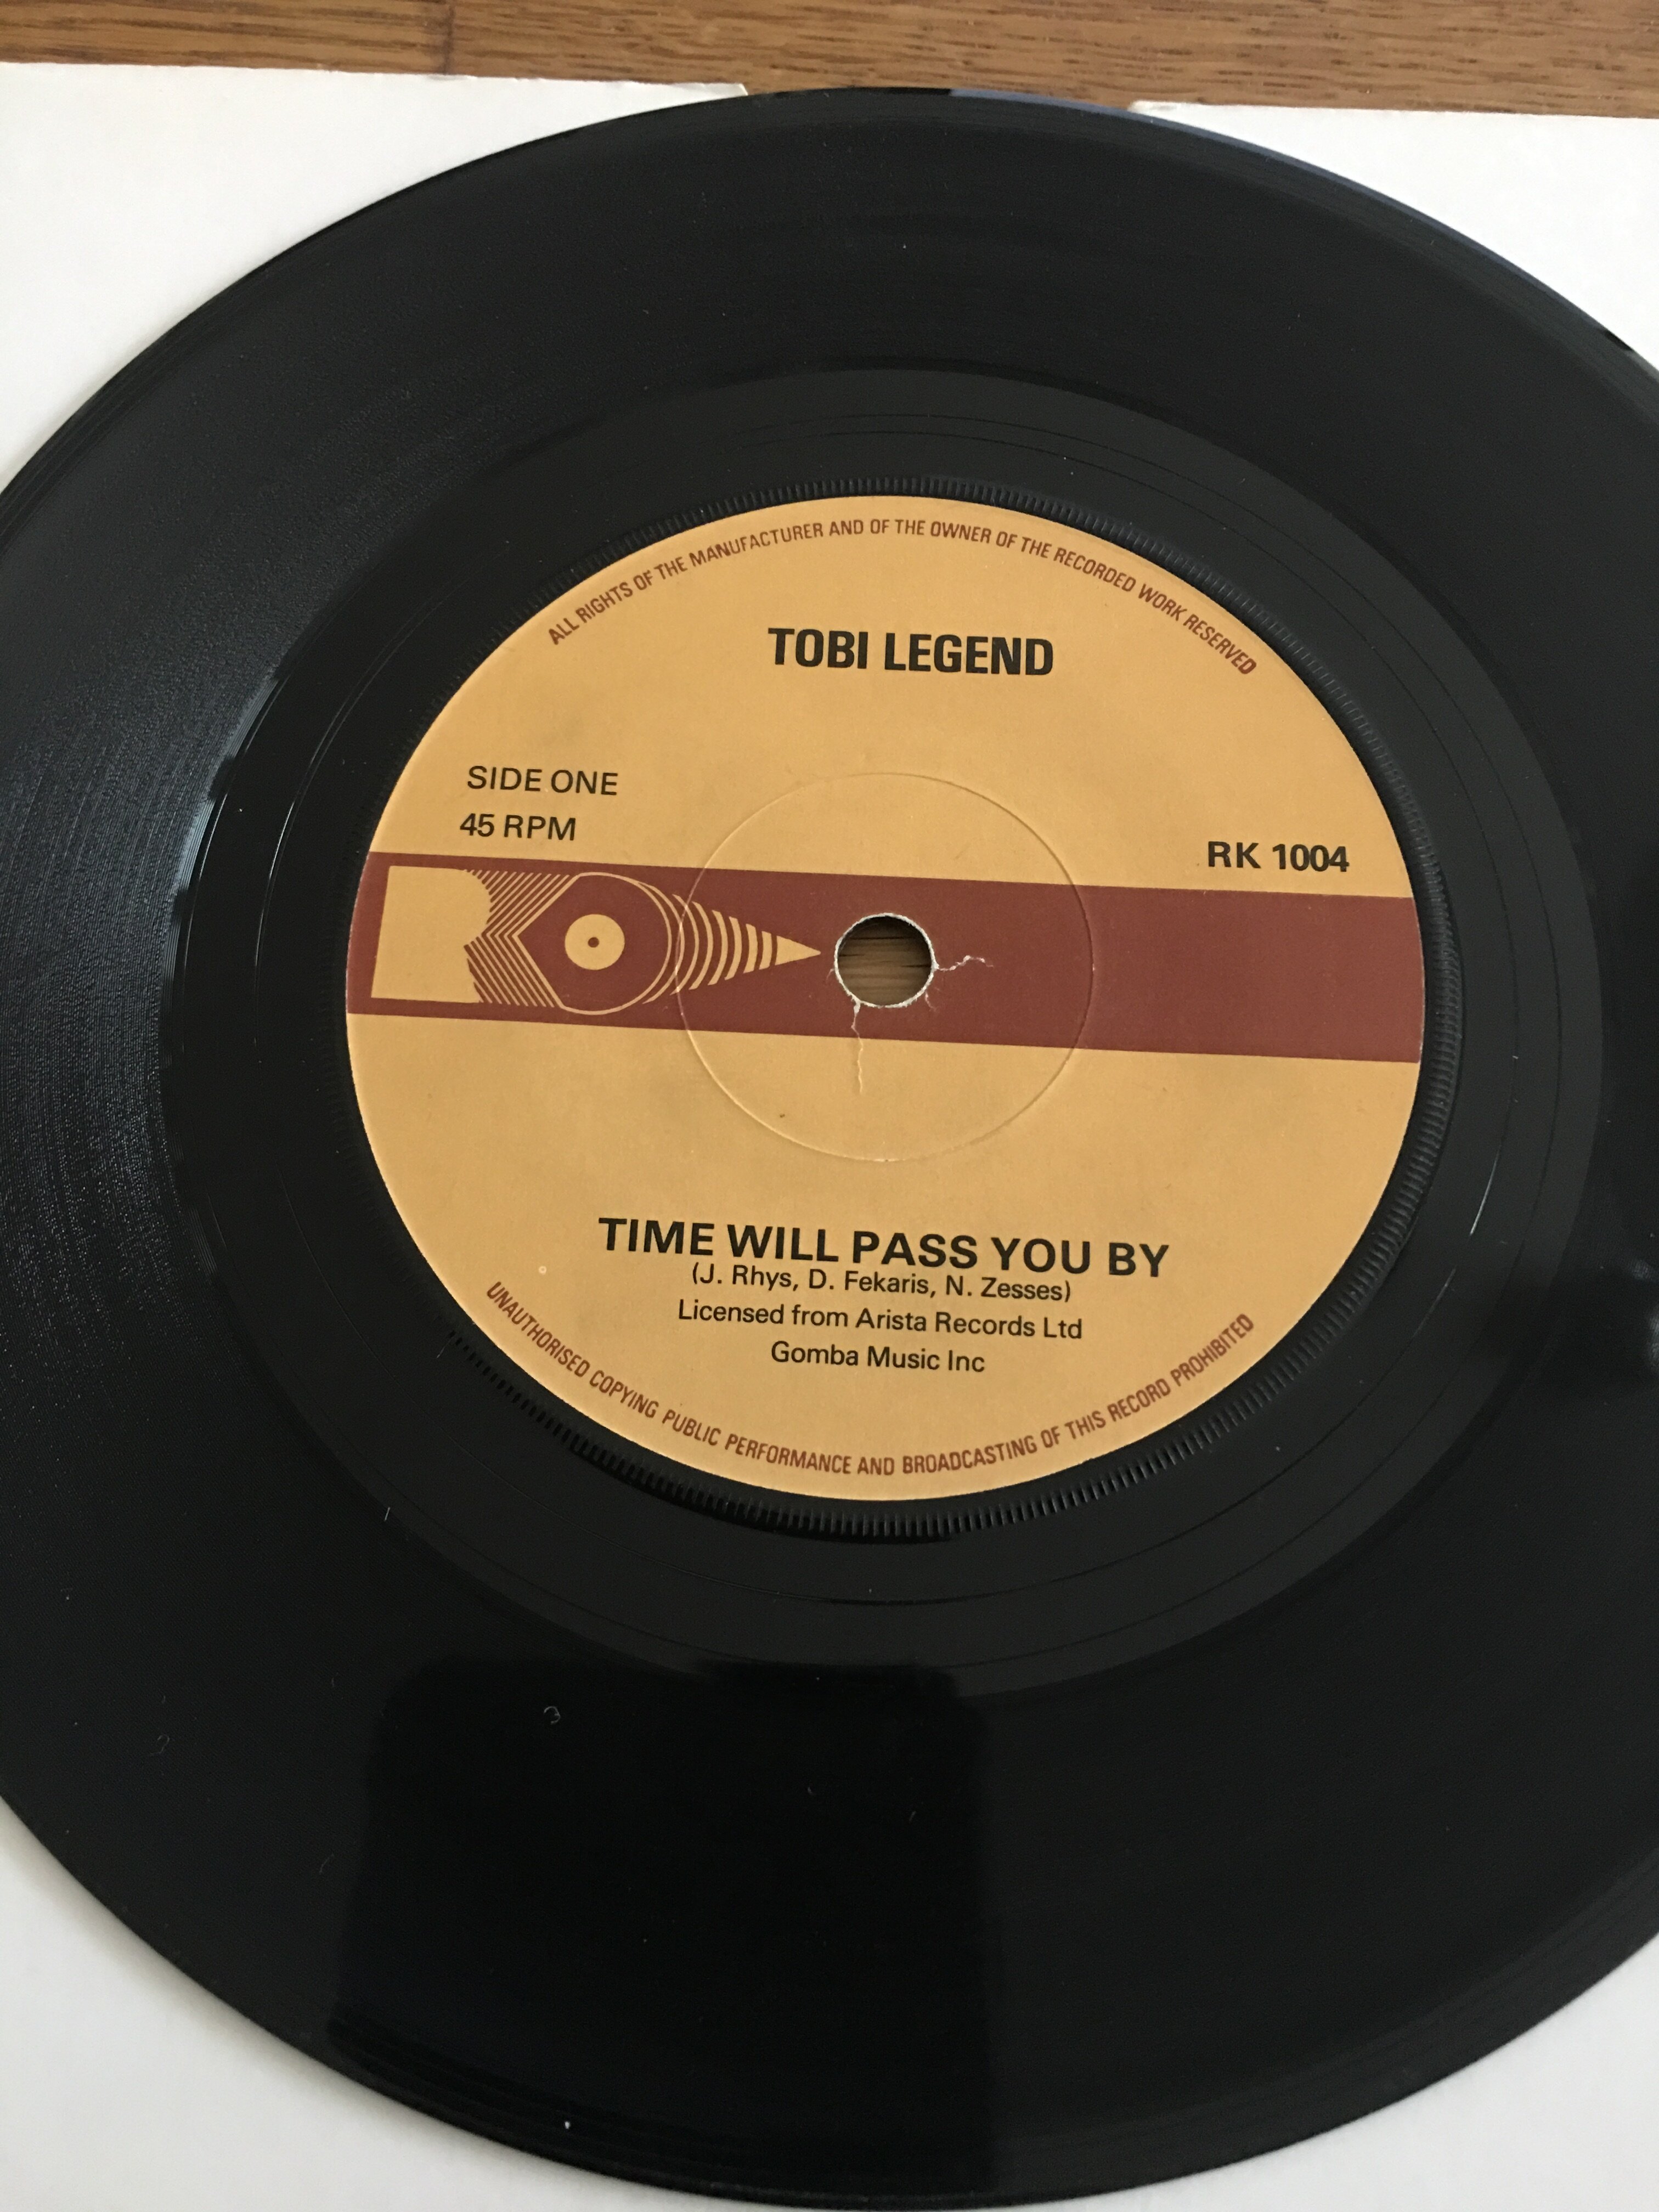 ALL RIGHTS OF THE MANUFACTURER AND OF THE OWNER OF THE RECORDED WORK RESERVED
TOBI LEGEND
SIDE ONE
45 RPM
RK 1004
TIME WILL PASS YOU BY
(J. Rhys, D. Fekaris, N. Zesses)
Licensed from Arista Records Ltd
Gomba Music Inc
UNAUTHORISED COPYING PUBLIC PERFORMANCE AND BROADCASTING OF THIS RECORD PROHIBITED